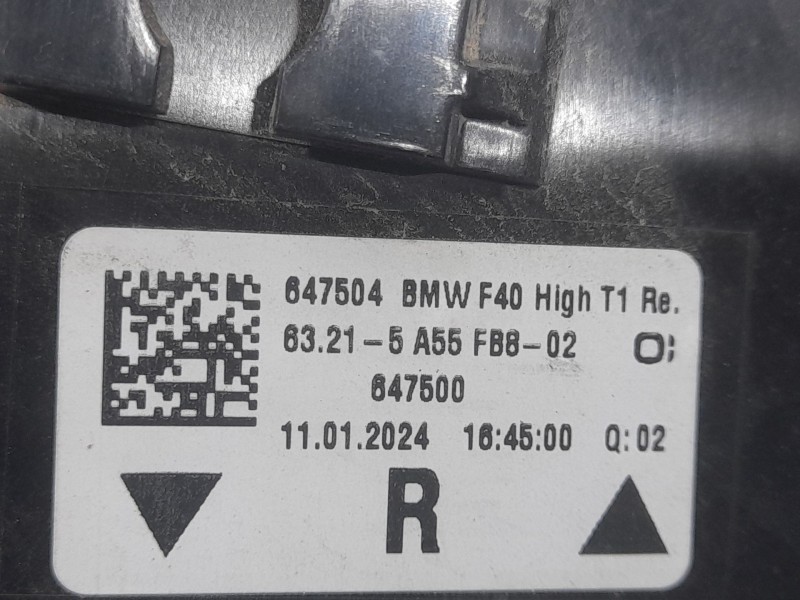 647504 BMW F40 High T1 Re.
63.21-5 A55 FB8-02
647500
11.01.2024 16:45:00 Q:02
R